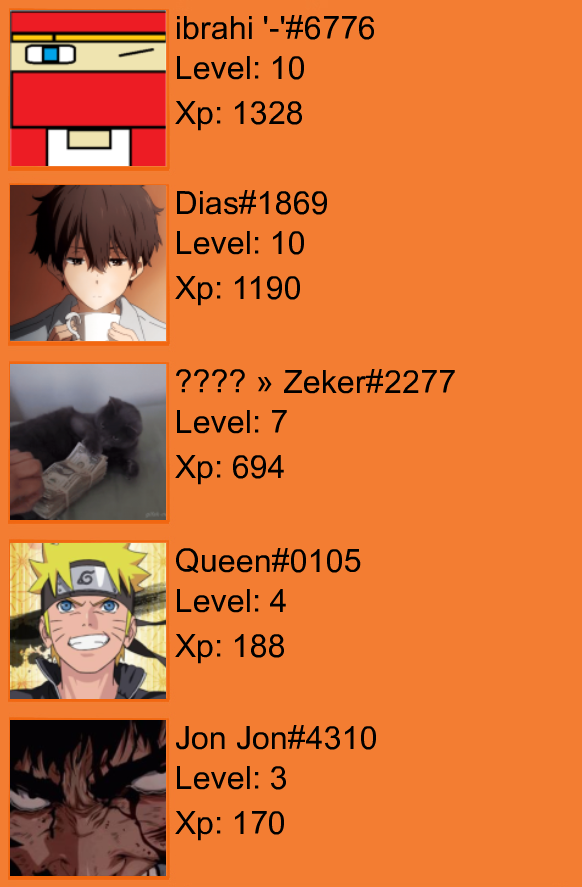 ibrahi '-'#6776
Level: 10
Xp: 1328
Dias#1869
Level: 10
Xp: 1190
???? » Zeker#2277
Level: 7
Xp: 694
Queen#0105
Level: 4
Xp: 188
Jon Jon#4310
Level: 3
Xp: 170